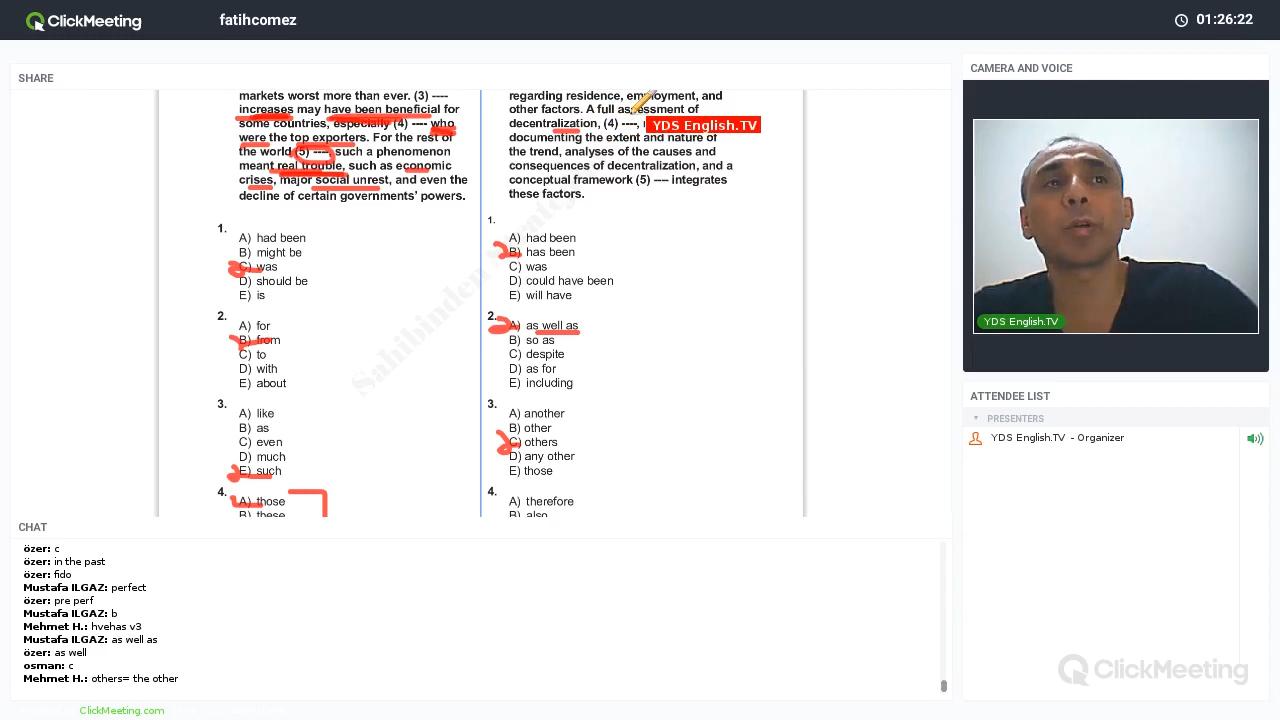 ClickMeeting
fatihcomez
01:26:22
SHARE
markets worst more than ever. (3) ----
increases may have been beneficial for
some countries, especially (4) ---- who
were the top exporters. For the rest of
the world (5) ---- such a phenomenon
meant real trouble, such as economic
crises, major social unrest, and even the
decline of certain governments' powers.
1.
A) had been
B) might be
C) was
D) should be
E) is
2.
A) for
B) from
C) to
D) with
E) about
3.
A) like
B) as
C) even
D) much
E) such
4.
A) those
B) these
regarding residence, employment, and
other factors. A full assessment of
decentralization, (4) ----,
YDS English.TV
documenting the extent and nature of
the trend, analyses of the causes and
consequences of decentralization, and a
conceptual framework (5) ---- integrates
these factors.
1.
A) had been
B) has been
C) was
D) could have been
E) will have
2.
A) as well as
B) so as
C) despite
D) as for
E) including
3.
A) another
B) other
C) others
D) any other
E) those
4.
A) therefore
B) also
Sahibinden
CAMERA AND VOICE
YDS English.TV
ATTENDEE LIST
PRESENTERS
YDS English.TV - Organizer
CHAT
özer: c
özer: in the past
özer: fido
Mustafa ILGAZ: perfect
özer: pre perf
Mustafa ILGAZ: b
Mehmet H.: hvehas v3
Mustafa ILGAZ: as well as
özer: as well
osman: c
Mehmet H.: others= the other
ClickMeeting
ClickMeeting.com